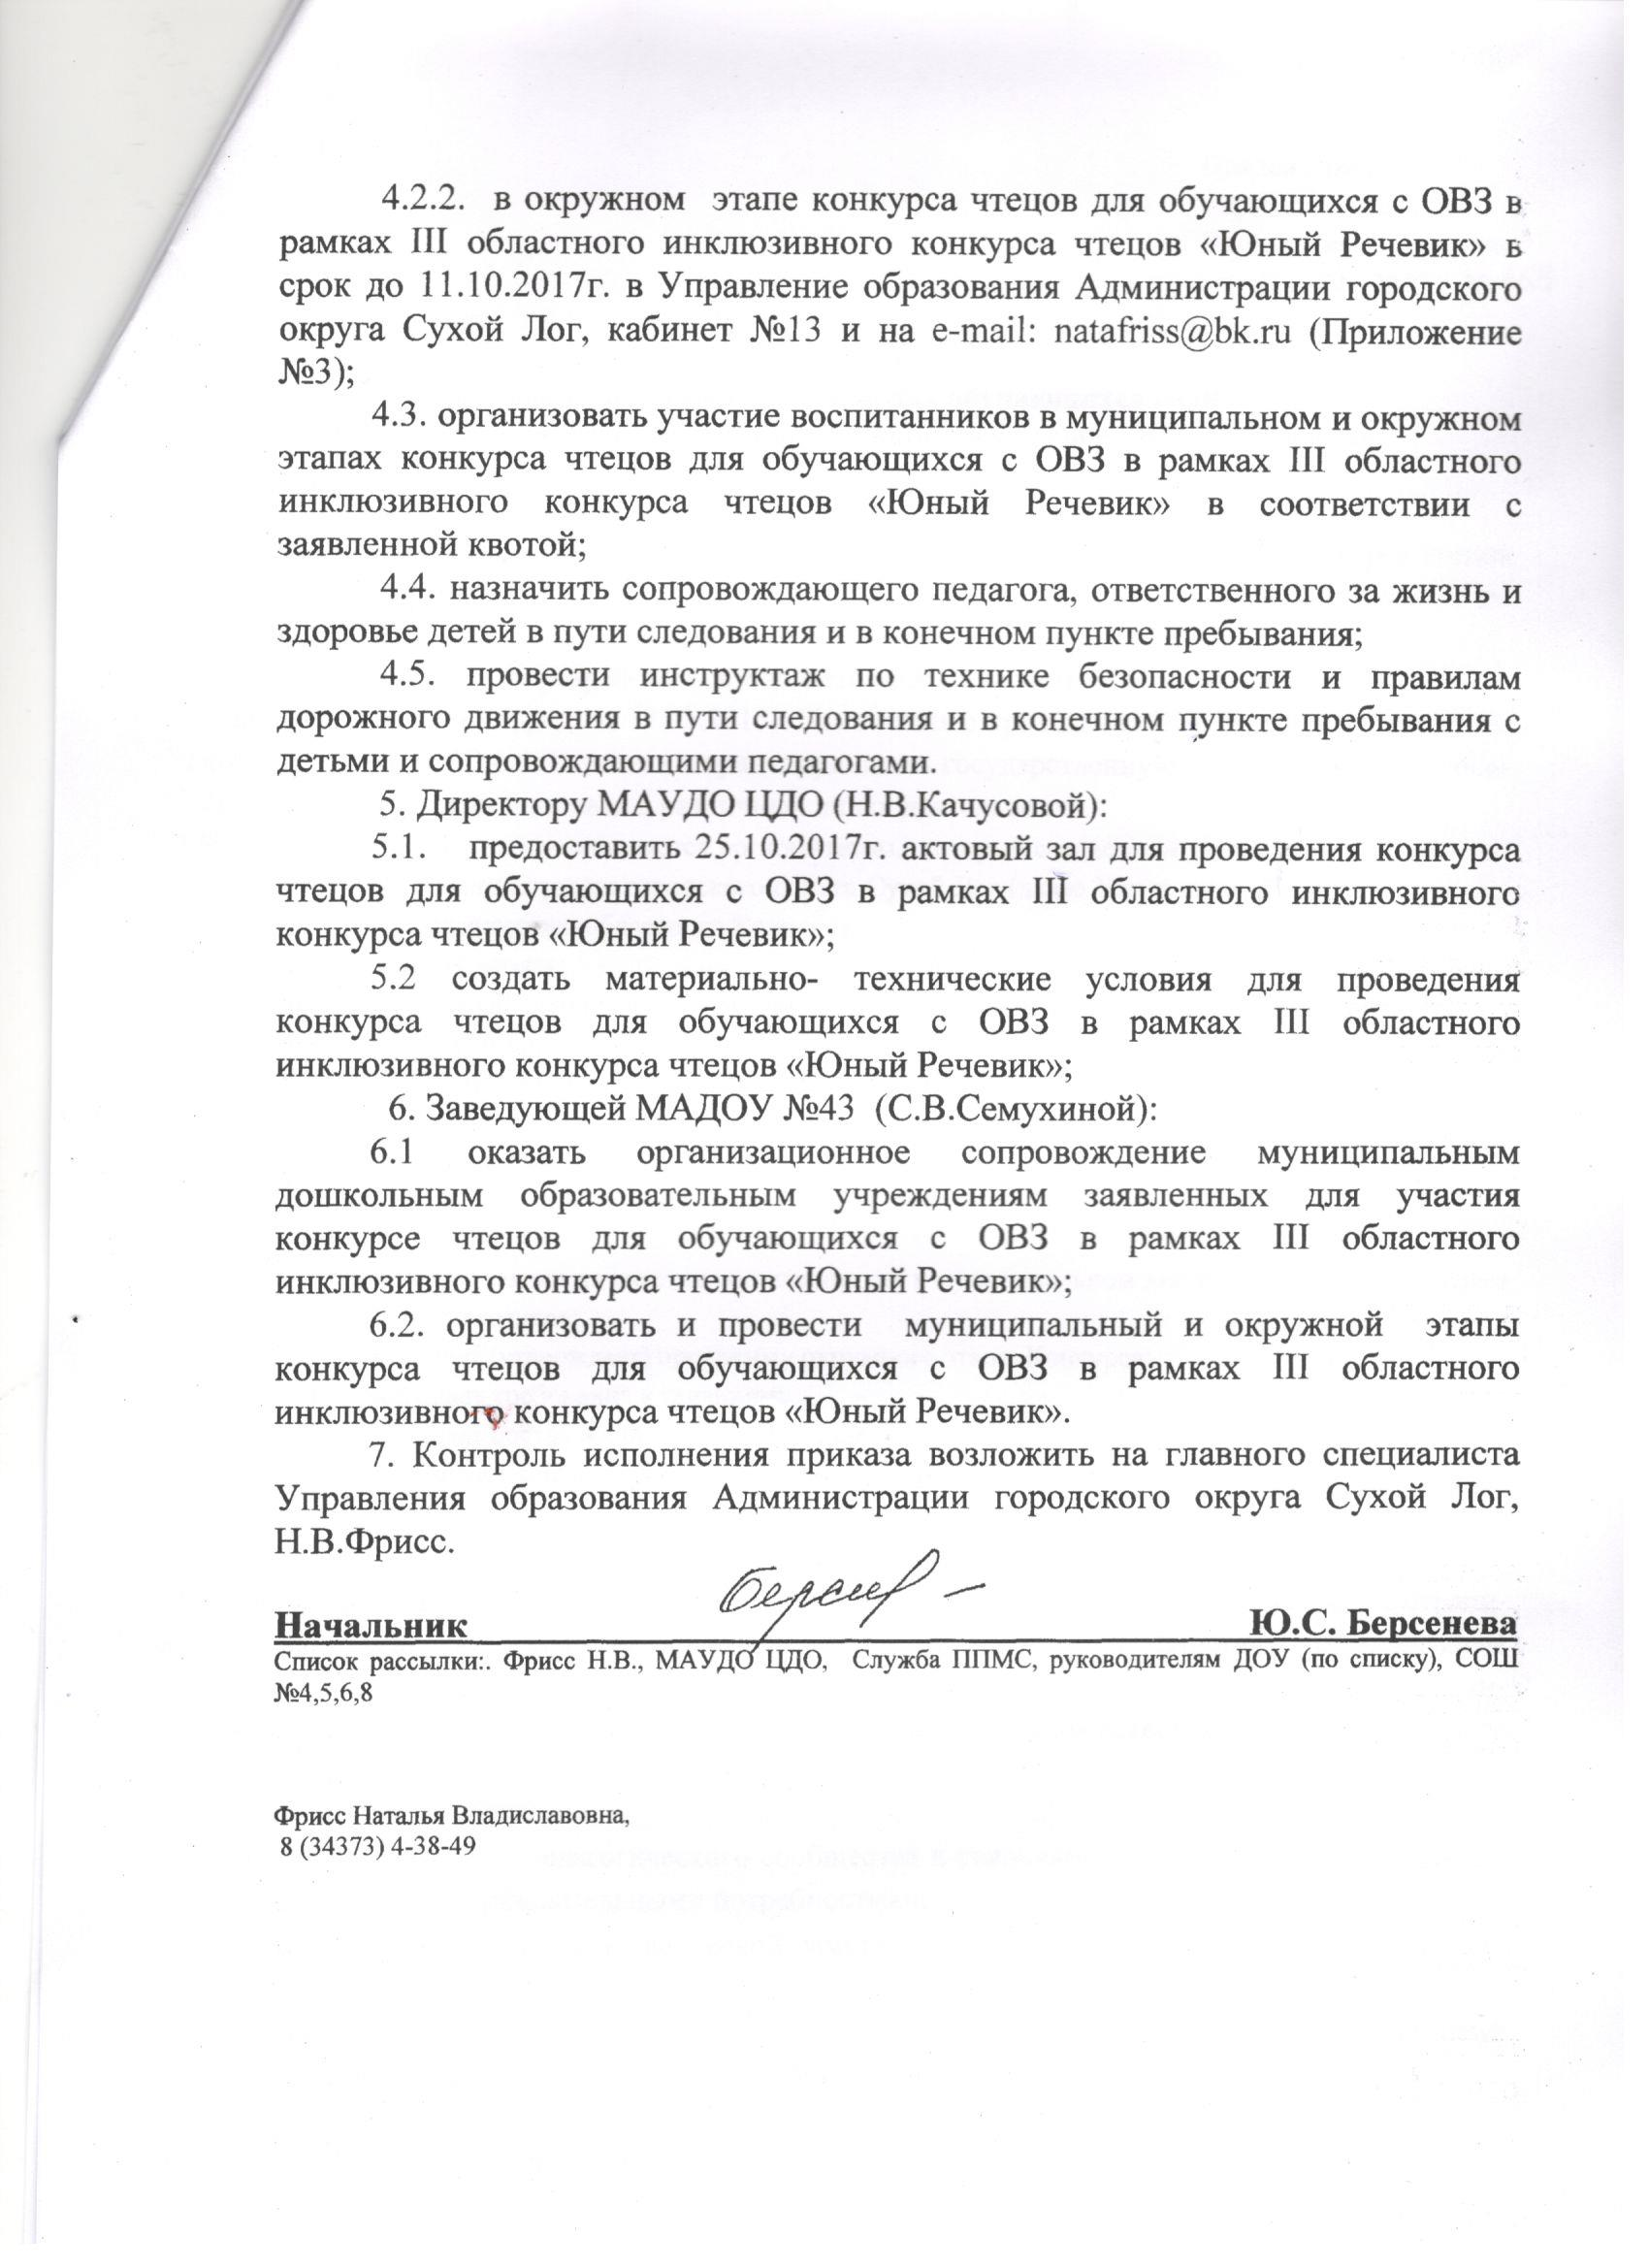 4.2.2. в окружном этапе конкурса чтецов для обучающихся с ОВЗ в
рамках III областного инклюзивного конкурса чтецов «Юный Речевик» в
срок до 11.10.2017г. в Управление образования Администрации городского
округа Сухой Лог, кабинет №13 и на e-mail: natafriss@bk.ru (Приложение
№3);
4.3. организовать участие воспитанников в муниципальном и окружном
этапах конкурса чтецов для обучающихся с ОВЗ в рамках III областного
инклюзивного конкурса чтецов «Юный Речевик» в соответствии с
заявленной квотой;
4.4. назначить сопровождающего педагога, ответственного за жизнь и
здоровье детей в пути следования и в конечном пункте пребывания;
4.5. провести инструктаж по технике безопасности и правилам
дорожного движения в пути следования и в конечном пункте пребывания с
детьми и сопровождающими педагогами.
5. Директору МАУДО ЦДО (Н.В.Качусовой):
5.1. предоставить 25.10.2017г. актовый зал для проведения конкурса
чтецов для обучающихся с ОВЗ в рамках III областного инклюзивного
конкурса чтецов «Юный Речевик»;
5.2 создать материально- технические условия для проведения
конкурса чтецов для обучающихся с ОВЗ в рамках III областного
инклюзивного конкурса чтецов «Юный Речевик»;
6. Заведующей МАДОУ №43 (С.В.Семухиной):
6.1 оказать организационное сопровождение муниципальным
дошкольным образовательным учреждениям заявленных для участия
конкурсе чтецов для обучающихся с ОВЗ в рамках III областного
инклюзивного конкурса чтецов «Юный Речевик»;
6.2. организовать и провести муниципальный и окружной этапы
конкурса чтецов для обучающихся с ОВЗ в рамках III областного
инклюзивного конкурса чтецов «Юный Речевик».
7. Контроль исполнения приказа возложить на главного специалиста
Управления образования Администрации городского округа Сухой Лог,
Н.В.Фрисс.
Начальник Ю.С. Берсенева
Список рассылки:. Фрисс Н.В., МАУДО ЦДО, Служба ППМС, руководителям ДОУ (по списку), СОШ
№4,5,6,8
Фрисс Наталья Владиславовна,
8 (34373) 4-38-49